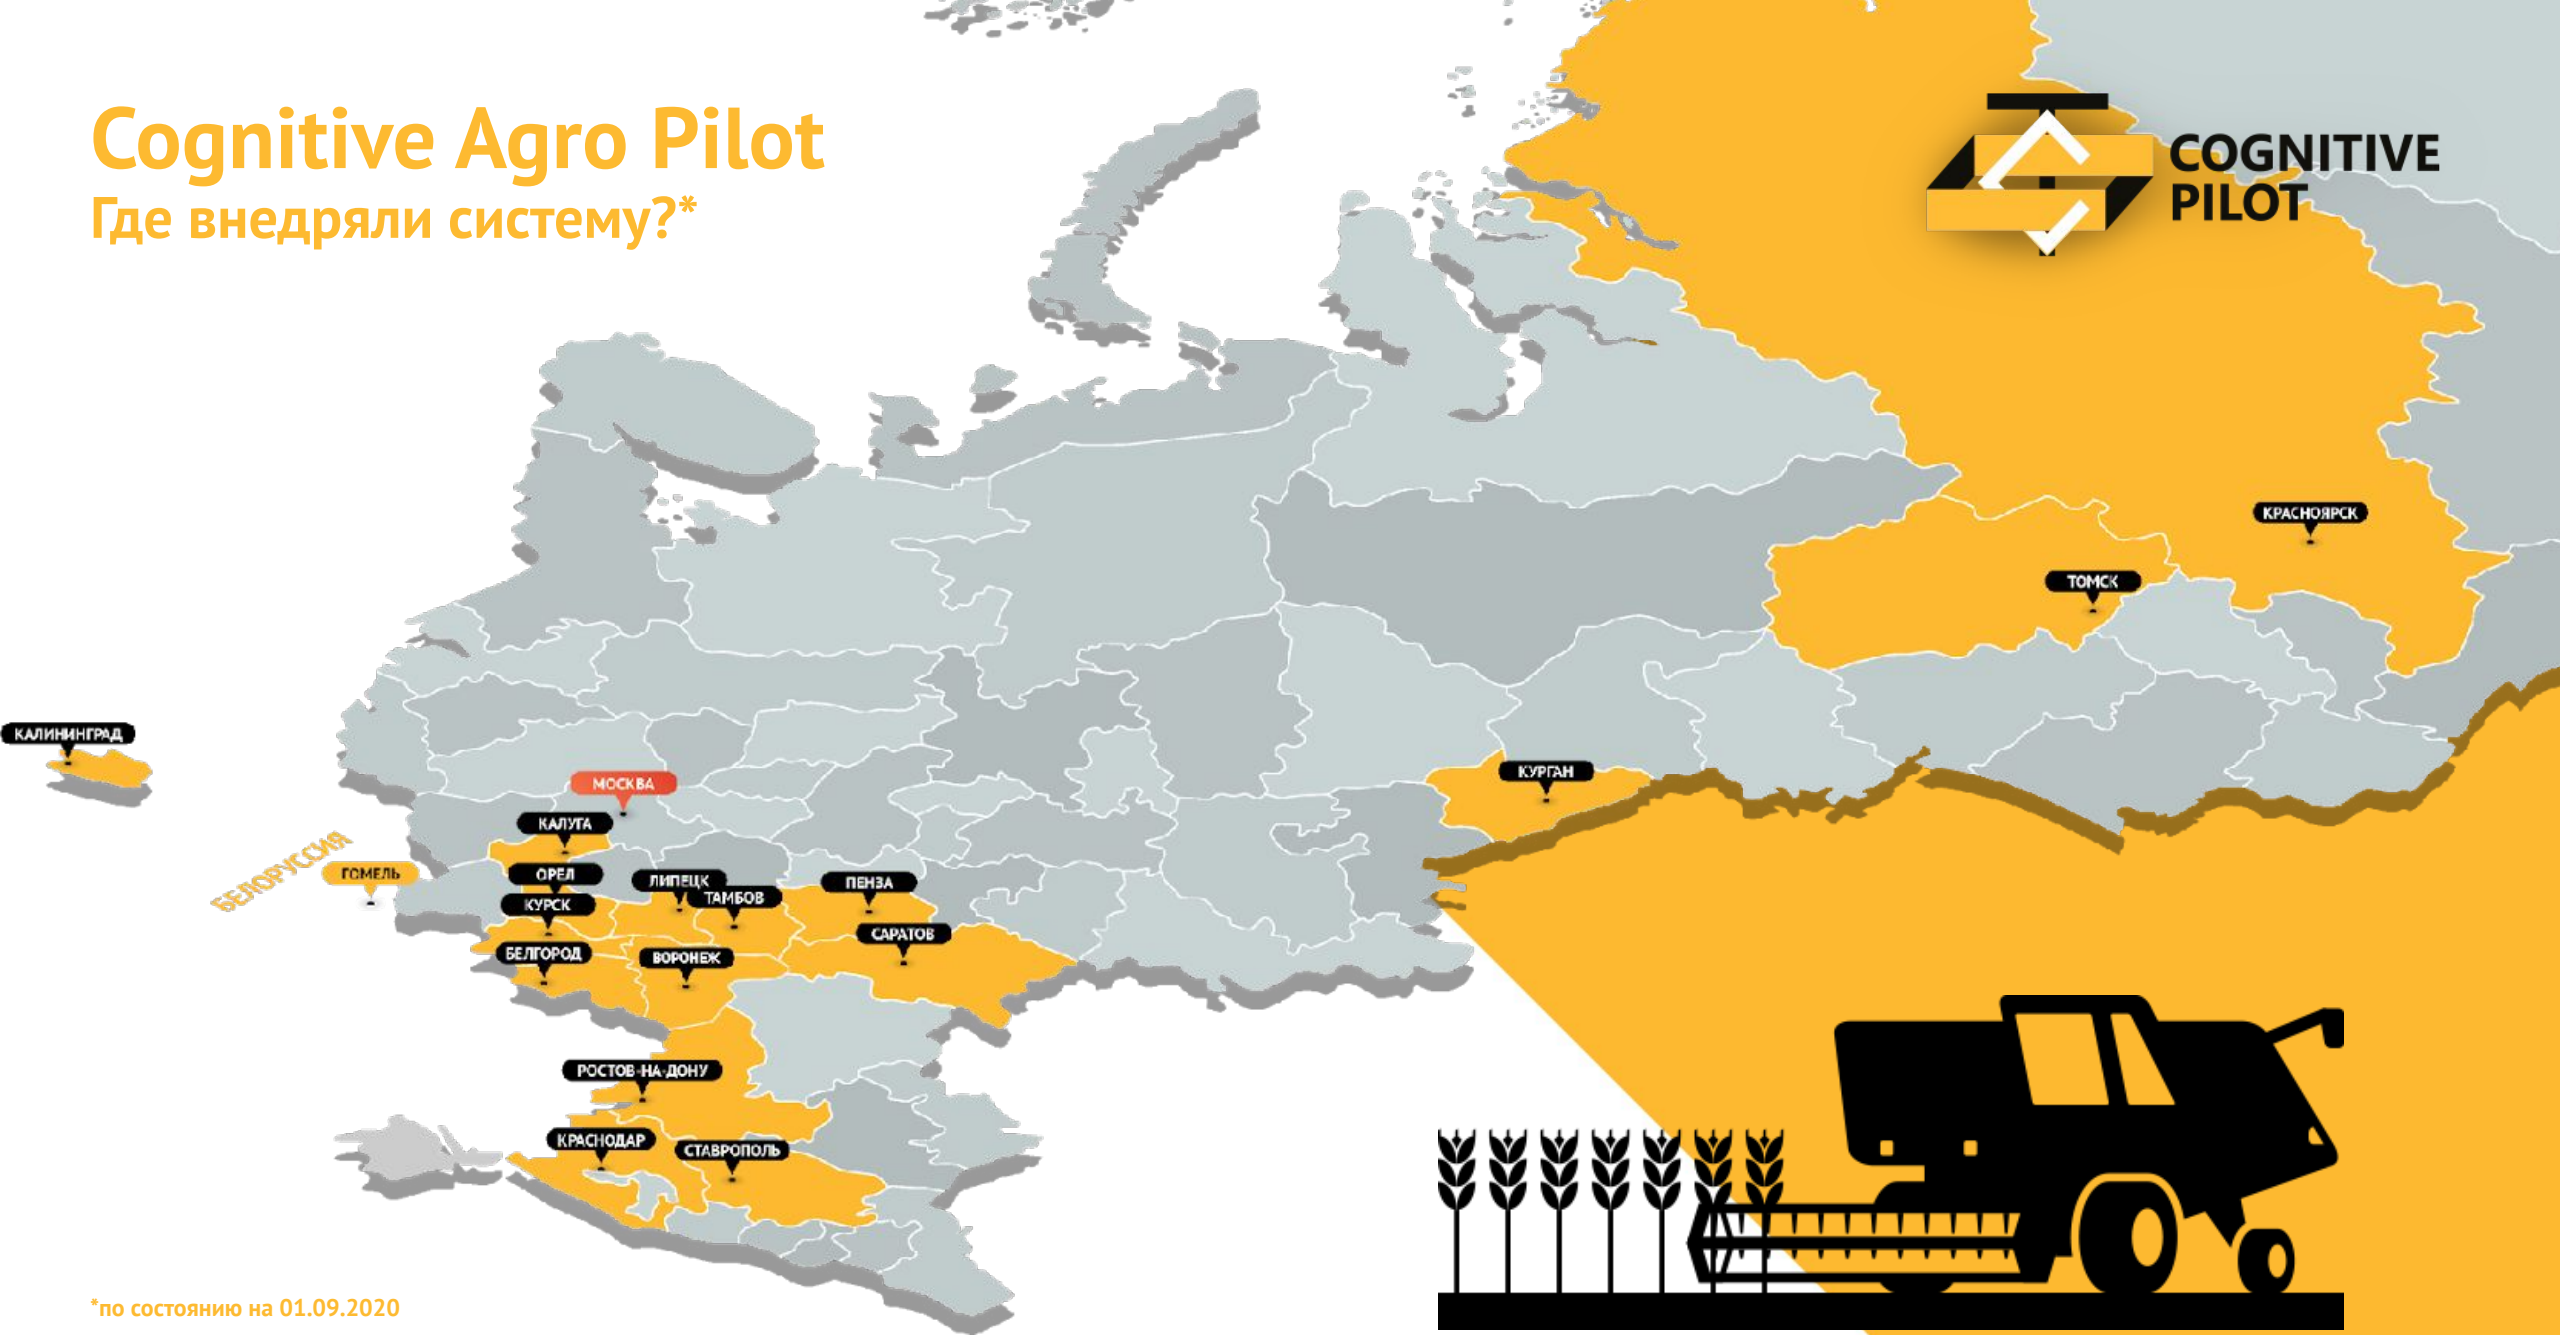 Cognitive Agro Pilot
Где внедряли систему?*
COGNITIVE
PILOT
КРАСНОЯРСК
ТОМСК
КАЛИНИНГРАД
КУРГАН
МОСКВА
КАЛУГА
БЕЛОРУССИЯ
ГОМЕЛЬ
ОРЕЛ
ЛИПЕЦК
ПЕНЗА
ТАМБОВ
КУРСК
САРАТОВ
БЕЛГОРОД
ВОРОНЕЖ
РОСТОВ-НА-ДОНУ
КРАСНОДАР
СТАВРОПОЛЬ
*по состоянию на 01.09.2020